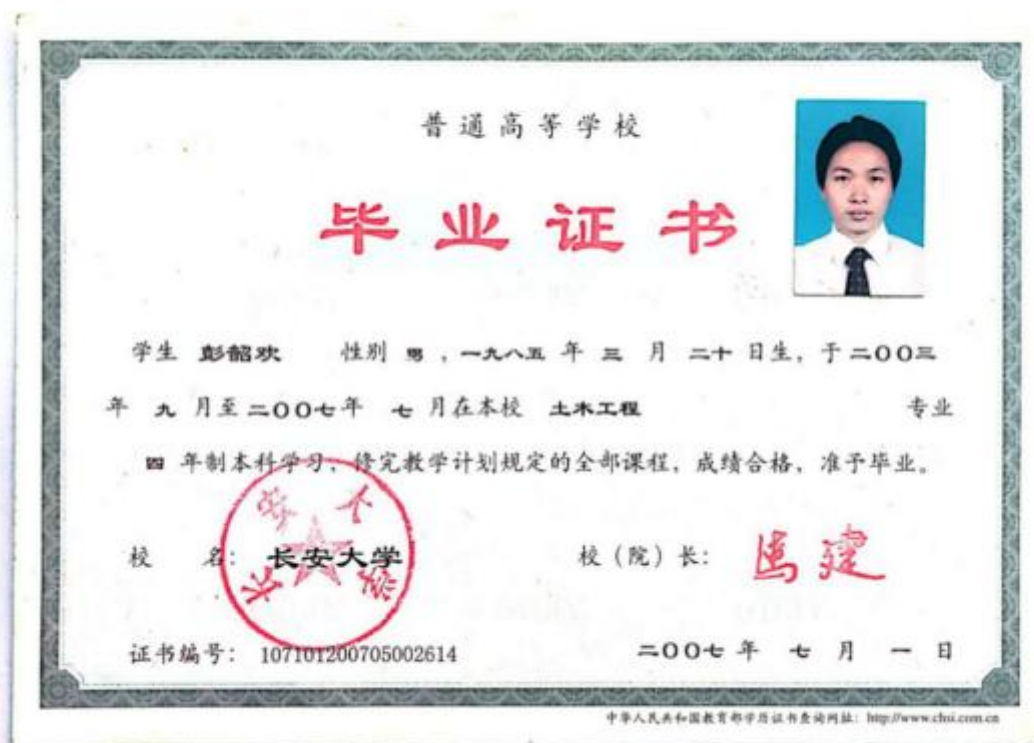 普通高等学校
毕业证书
学生 彭韶欢 性别 男 ，一九八五 年 三 月 二十 日生，于二〇〇三
年 九 月至二〇〇七年 七 月在本校 土木工程 专业
四 年制本科学习，修完教学计划规定的全部课程，成绩合格，准予毕业。
校 名： 长安大学 校（院）长： 马建
长安大学
证书编号： 107101200705002614 二〇〇七 年 七 月 一 日
中华人民共和国教育部学历证书查询网址：http://www.chsi.com.cn